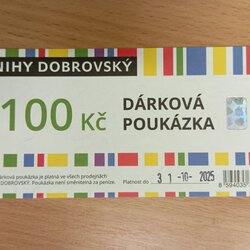 NIHY DOBROVSKÝ
100 Kč
DÁRKOVÁ
POUKÁZKA
dárková poukázka je platná ve všech prodejnách
DOBROVSKÝ. Poukázka není směnitelná za peníze.
Platnost do 31-10-2025
8594035